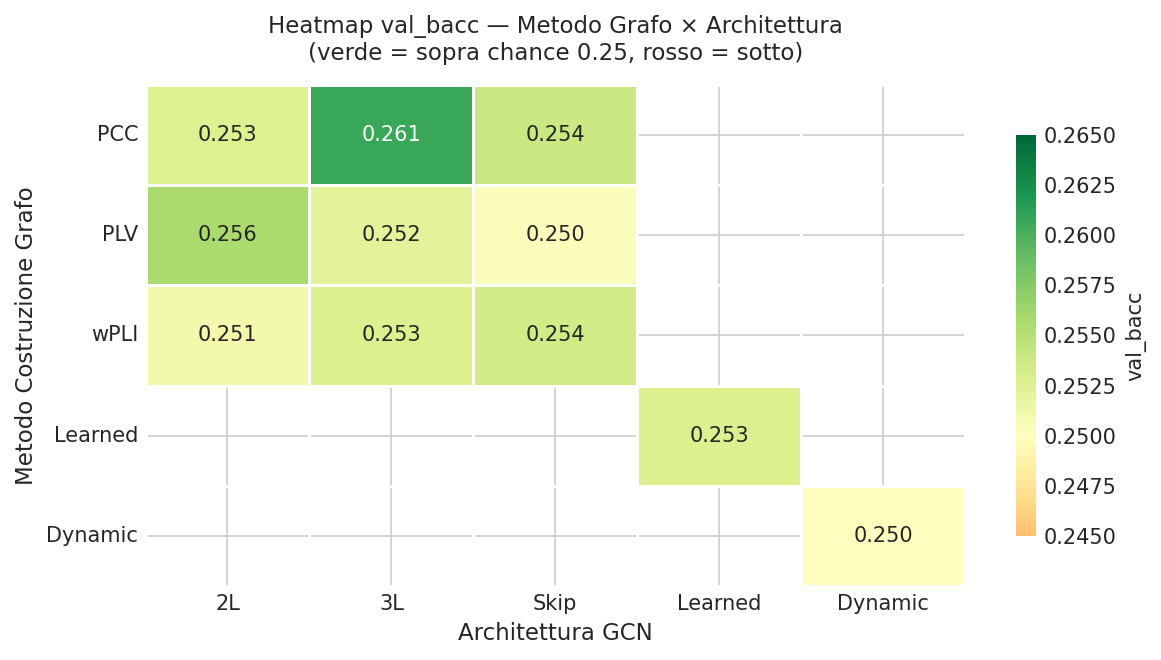 Heatmap val_bacc — Metodo Grafo × Architettura
(verde = sopra chance 0.25, rosso = sotto)
Metodo Costruzione Grafo
PCC 0.253 0.261 0.254
PLV 0.256 0.252 0.250
wPLI 0.251 0.253 0.254
Learned 0.253
Dynamic 0.250
2L 3L Skip Learned Dynamic
Architettura GCN
0.2650
0.2625
0.2600
0.2575
0.2550
0.2525
0.2500
0.2475
0.2450
val_bacc